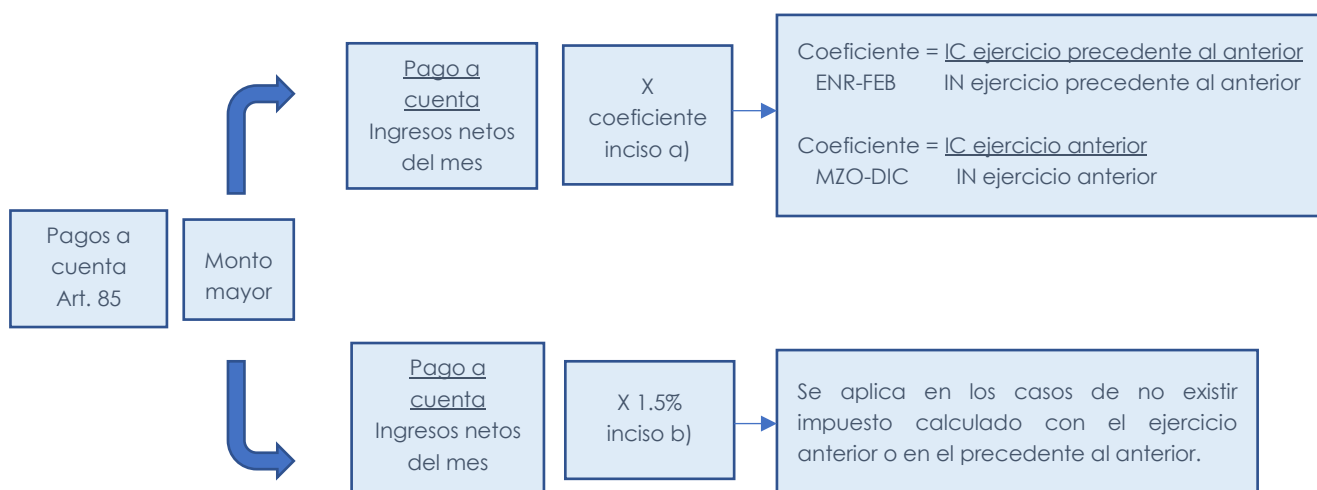 Pagos a
cuenta
Art. 85
Monto
mayor
Pago a
cuenta
Ingresos netos
del mes
X
coeficiente
inciso a)
Coeficiente = IC ejercicio precedente al anterior
ENR-FEB IN ejercicio precedente al anterior
Coeficiente = IC ejercicio anterior
MZO-DIC IN ejercicio anterior
Pago a
cuenta
Ingresos netos
del mes
X 1.5%
inciso b)
Se aplica en los casos de no existir
impuesto calculado con el ejercicio
anterior o en el precedente al anterior.